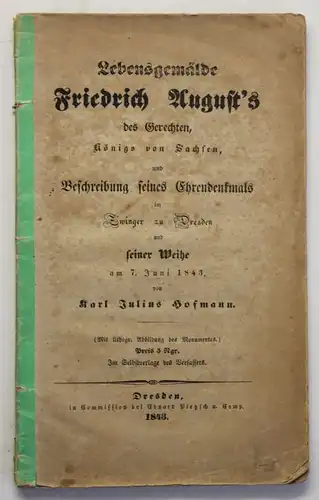 Lebensgemälde
Friedrich August's
des Gerechten,
Königs von Sachsen,
und
Beschreibung seines Ehrendenkmals
im
Zwinger zu Dresden
und
seiner Weihe
am 7. Juni 1843,
von
Karl Julius Hofmann.
(Mit lithogr. Abbildung des Monumentes.)
Preis 5 Ngr.
Im Selbstverlage des Verfassers.
Dresden,
in Commission bei Eduard Pietzsch u. Comp.
1843.